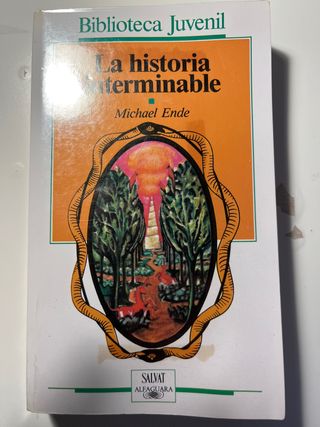 Biblioteca Juvenil
La historia
interminable
Michael Ende
SALVAT
ALFAGUARA